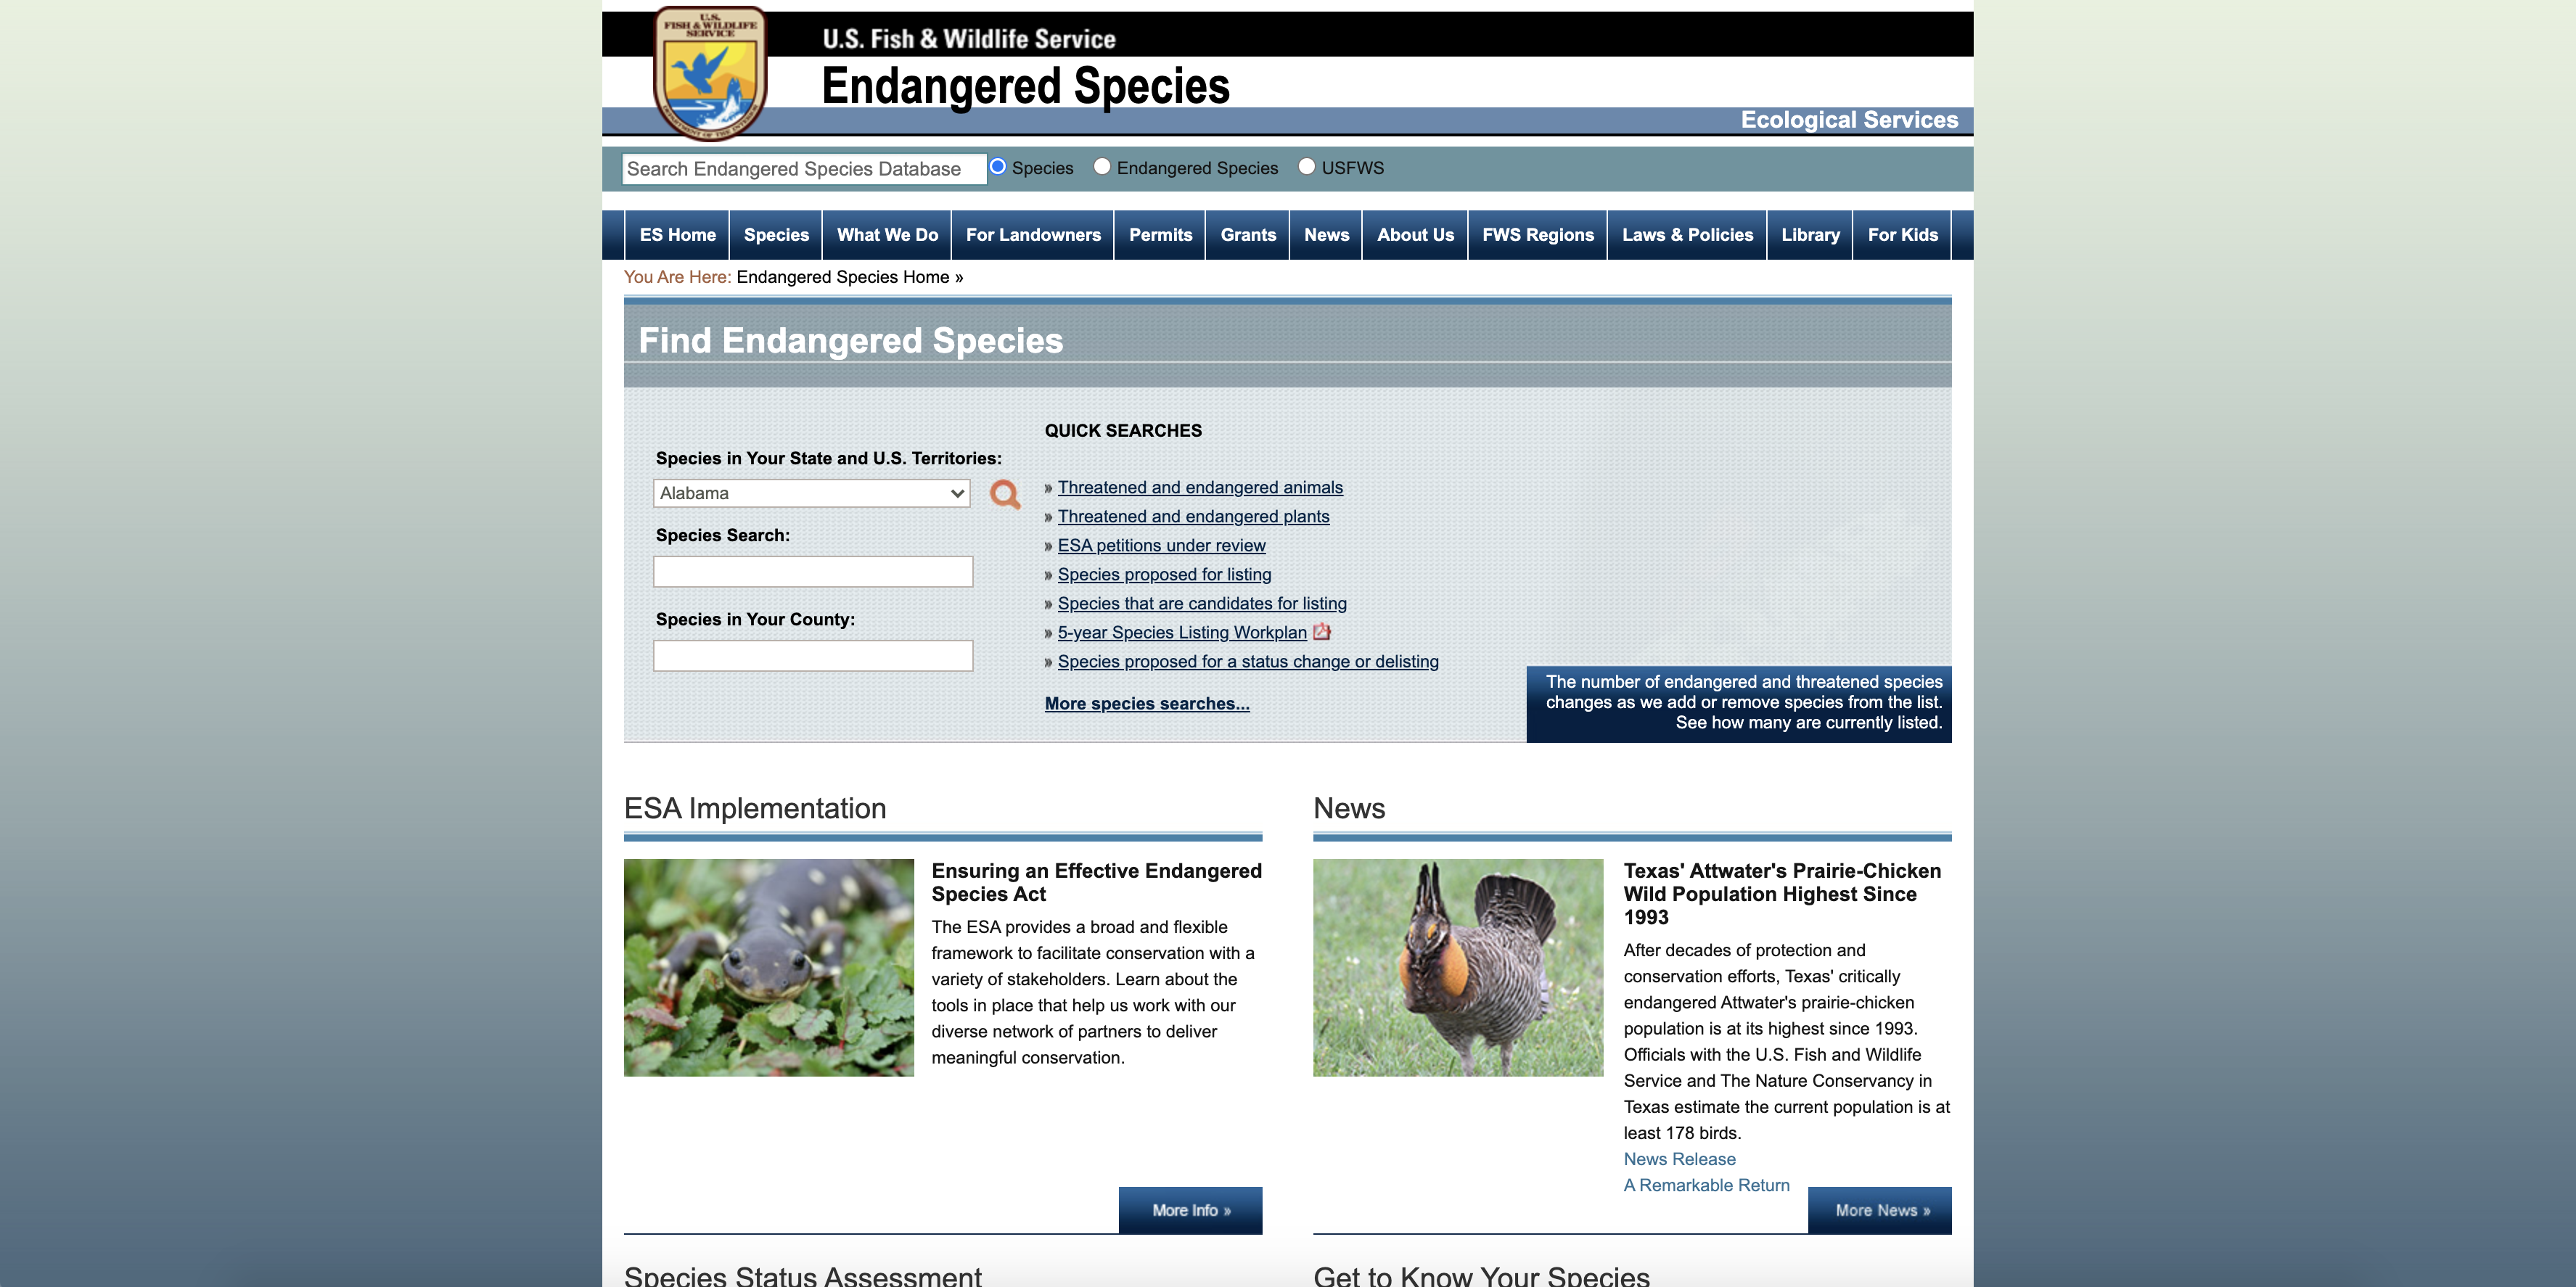 U.S.
FISH & WILDLIFE
SERVICE
DEPARTMENT OF THE INTERIOR
U.S. Fish & Wildlife Service
Endangered Species
Ecological Services
Search Endangered Species Database
Species
Endangered Species
USFWS
ES Home
Species
What We Do
For Landowners
Permits
Grants
News
About Us
FWS Regions
Laws & Policies
Library
For Kids
You Are Here: Endangered Species Home »
Find Endangered Species
Species in Your State and U.S. Territories:
Alabama
Species Search:
Species in Your County:
QUICK SEARCHES
» Threatened and endangered animals
» Threatened and endangered plants
» ESA petitions under review
» Species proposed for listing
» Species that are candidates for listing
» 5-year Species Listing Workplan
» Species proposed for a status change or delisting
More species searches...
The number of endangered and threatened species
changes as we add or remove species from the list.
See how many are currently listed.
ESA Implementation
Ensuring an Effective Endangered
Species Act
The ESA provides a broad and flexible
framework to facilitate conservation with a
variety of stakeholders. Learn about the
tools in place that help us work with our
diverse network of partners to deliver
meaningful conservation.
More Info »
News
Texas' Attwater's Prairie-Chicken
Wild Population Highest Since
1993
After decades of protection and
conservation efforts, Texas' critically
endangered Attwater's prairie-chicken
population is at its highest since 1993.
Officials with the U.S. Fish and Wildlife
Service and The Nature Conservancy in
Texas estimate the current population is at
least 178 birds.
News Release
A Remarkable Return
More News »
Species Status Assessment
Get to Know Your Species